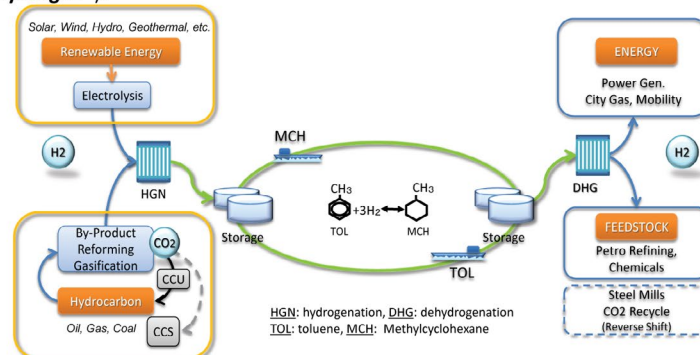 Solar, Wind, Hydro, Geothermal, etc.
Renewable Energy
Electrolysis
H2
HGN
By-Product
Reforming
Gasification
CO2
CCU
Hydrocarbon
Oil, Gas, Coal
CCS
MCH
Storage
CH₃
+3H₂
CH₃
TOL
MCH
Storage
TOL
HGN: hydrogenation, DHG: dehydrogenation
TOL: toluene, MCH: Methylcyclohexane
DHG
H2
ENERGY
Power Gen.
City Gas, Mobility
FEEDSTOCK
Petro Refining,
Chemicals
Steel Mills
CO2 Recycle
(Reverse Shift)